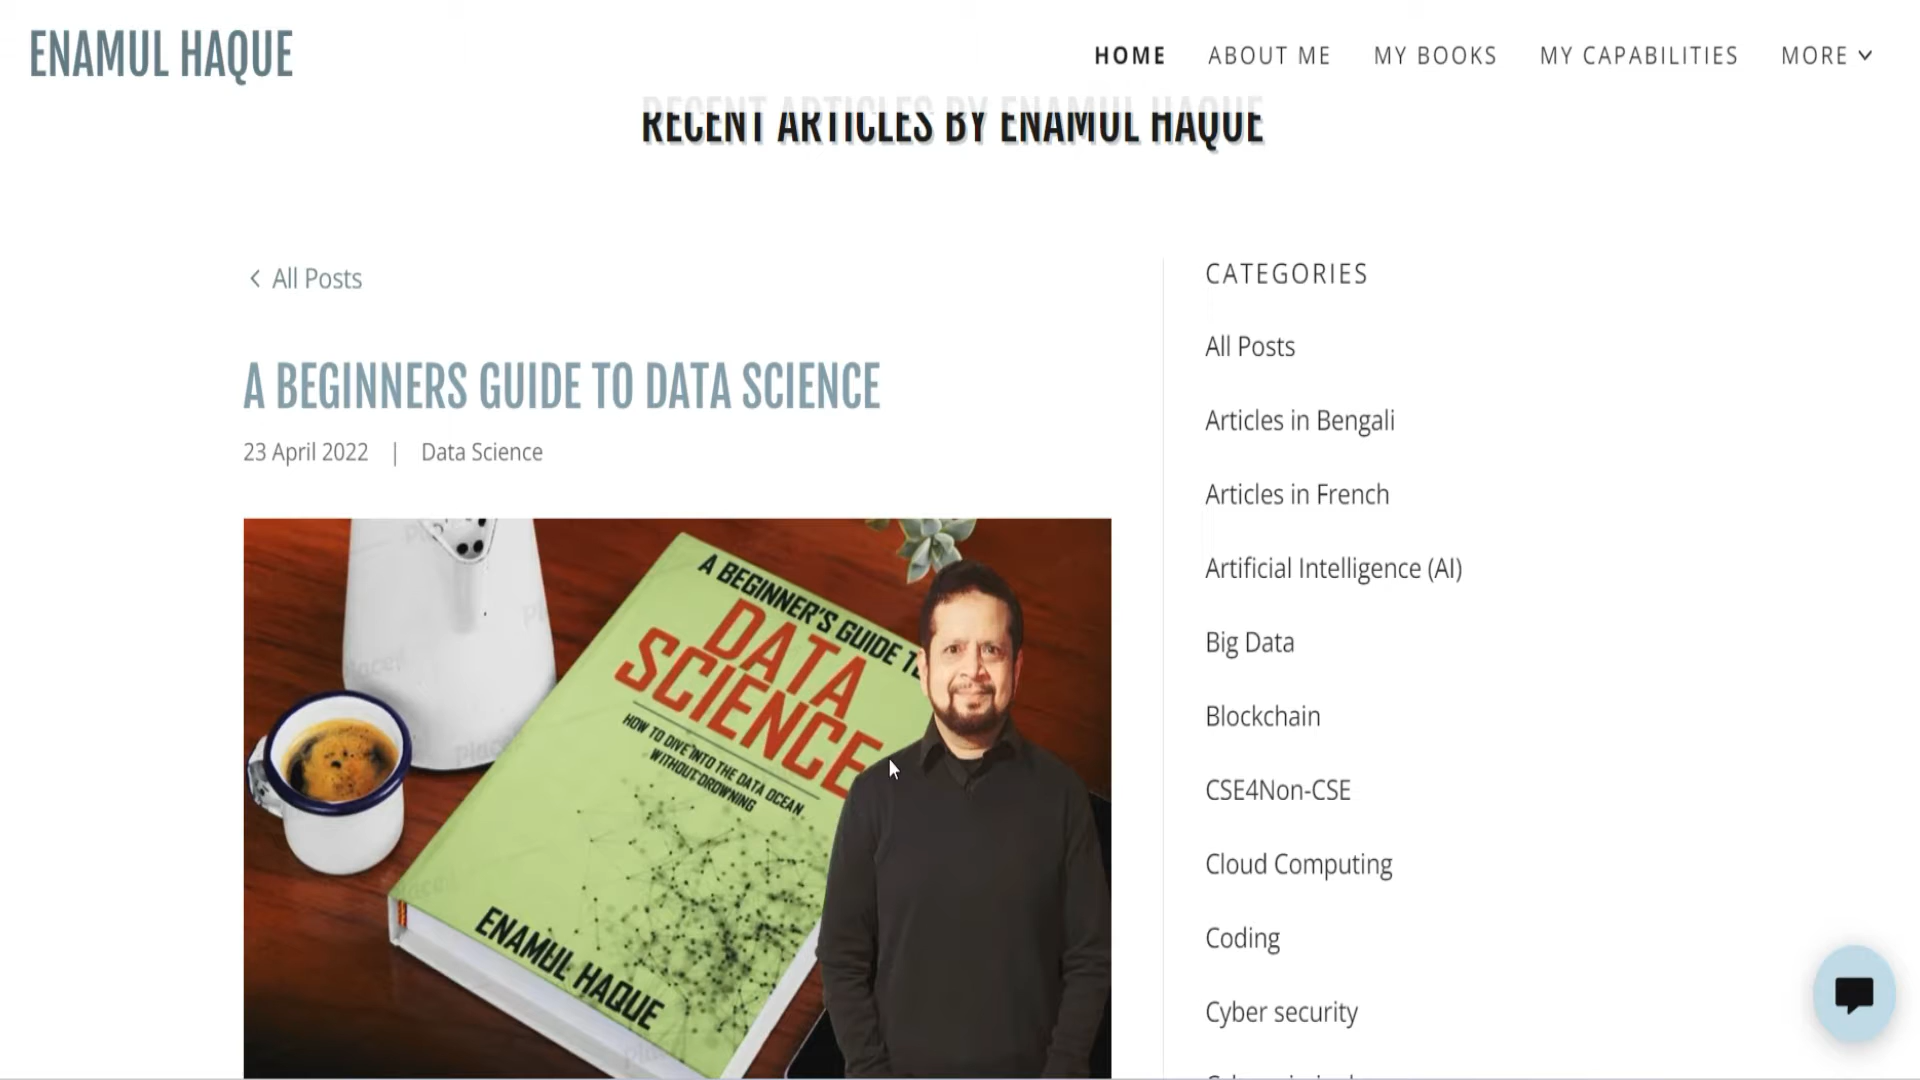 ENAMUL HAQUE
HOME ABOUT ME MY BOOKS MY CAPABILITIES MORE
RECENT ARTICLES BY ENAMUL HAQUE
All Posts
A BEGINNERS GUIDE TO DATA SCIENCE
23 April 2022 | Data Science
A BEGINNER'S GUIDE
DATA
SCIENCE
HOW TO DIVE INTO THE DATA OCEAN
WITHOUT DROWNING
ENAMUL HAQUE
CATEGORIES
All Posts
Articles in Bengali
Articles in French
Artificial Intelligence (AI)
Big Data
Blockchain
CSE4Non-CSE
Cloud Computing
Coding
Cyber security